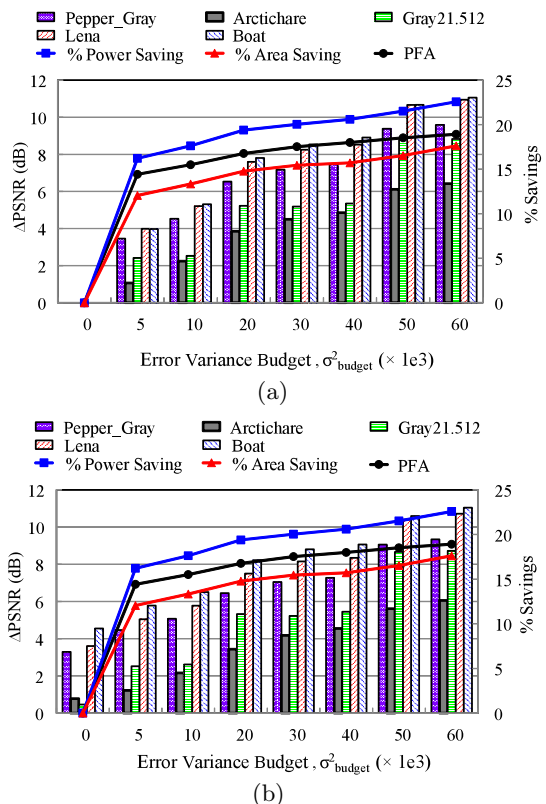 Pepper_Gray Arctichare Gray21.512
Lena Boat
% Power Saving % Area Saving PFA
12 25
10 20
8 15
6
4 10
2 5
0 0
ΔPSNR (dB)
% Savings
0 5 10 20 30 40 50 60
Error Variance Budget , σ²budget (× 1e3)
(a)
Pepper_Gray Arctichare Gray21.512
Lena Boat
% Power Saving % Area Saving PFA
12 25
10 20
8 15
6
4 10
2 5
0 0
ΔPSNR (dB)
% Savings
0 5 10 20 30 40 50 60
Error Variance Budget , σ²budget (× 1e3)
(b)